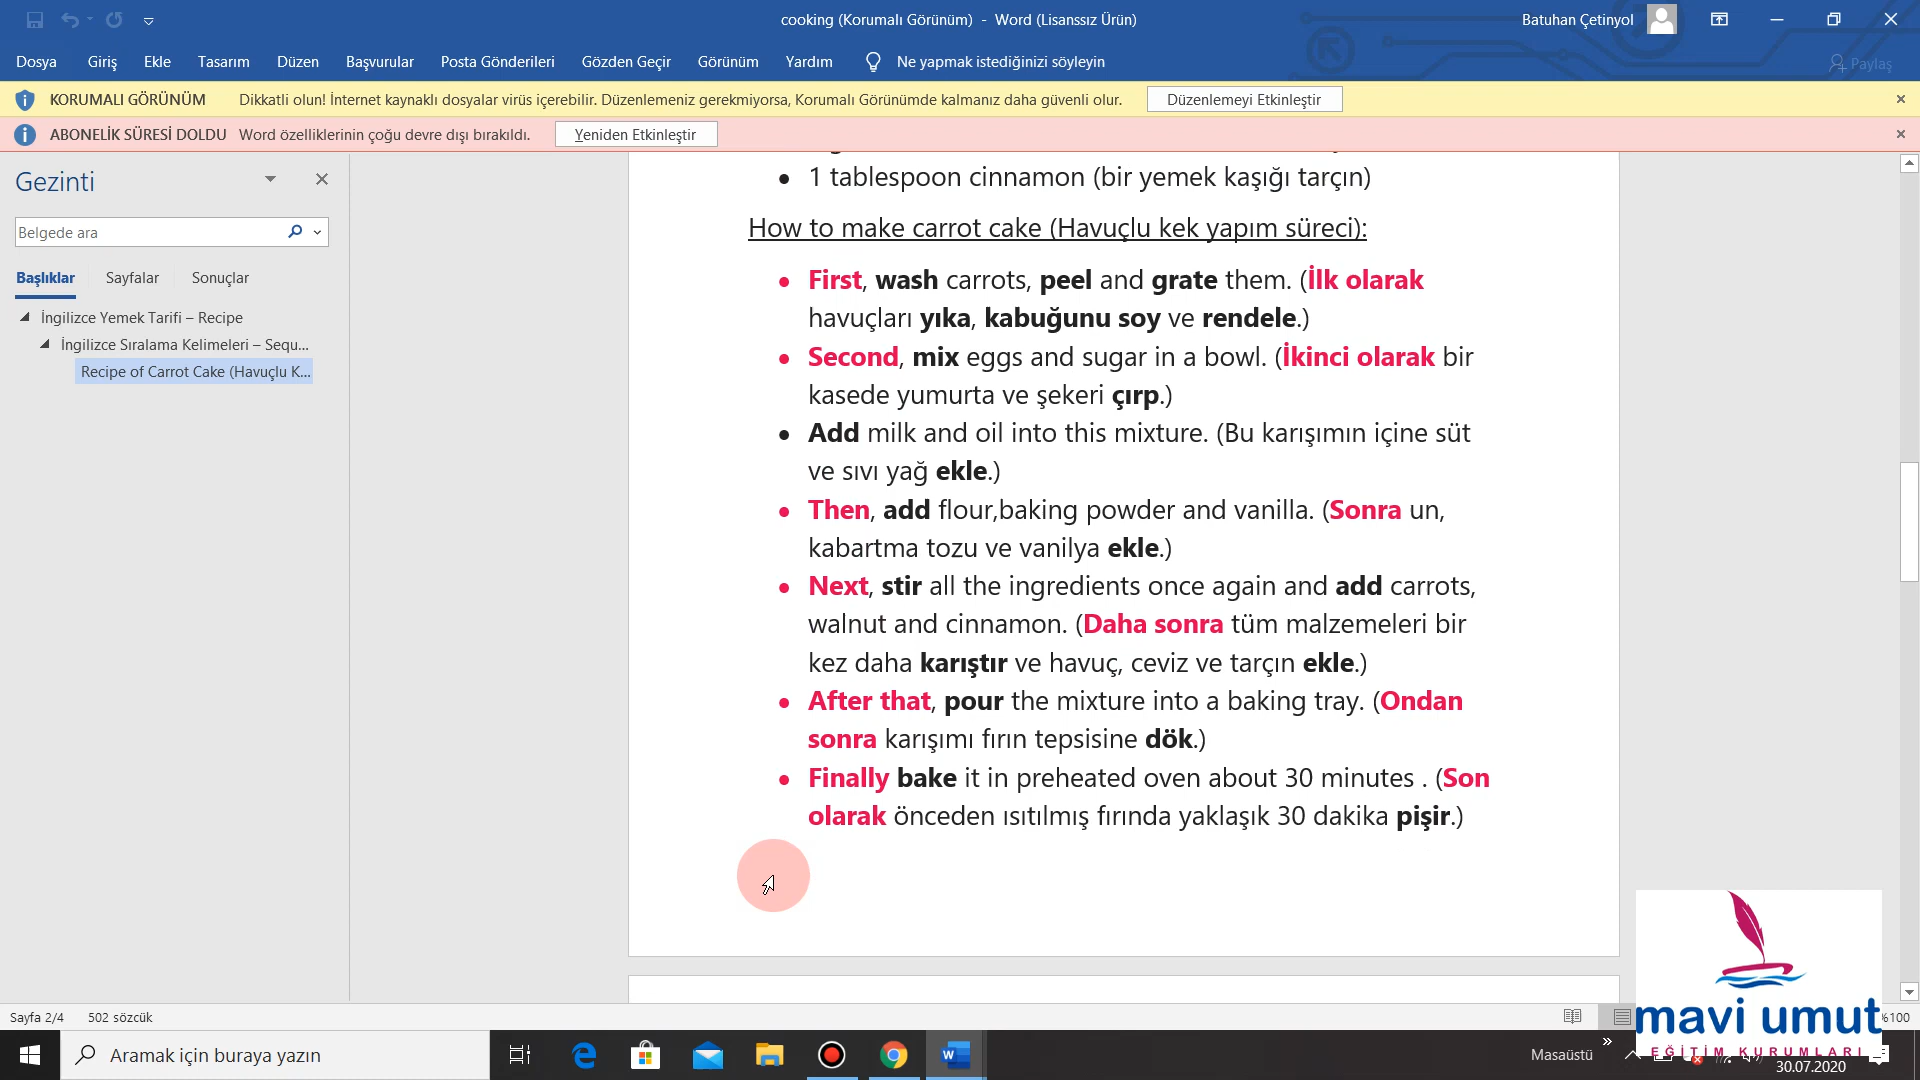 cooking (Korumalı Görünüm) - Word (Lisanssız Ürün)
Batuhan Çetinyol
Dosya Giriş Ekle Tasarım Düzen Başvurular Posta Gönderileri Gözden Geçir Görünüm Yardım Ne yapmak istediğinizi söyleyin
Paylaş
KORUMALI GÖRÜNÜM Dikkatli olun! İnternet kaynaklı dosyalar virüs içerebilir. Düzenlemeniz gerekmiyorsa, Korumalı Görünümde kalmanız daha güvenli olur. Düzenlemeyi Etkinleştir
ABONELİK SÜRESİ DOLDU Word özelliklerinin çoğu devre dışı bırakıldı. Yeniden Etkinleştir
Gezinti
Belgede ara
Başlıklar Sayfalar Sonuçlar
İngilizce Yemek Tarifi – Recipe
İngilizce Sıralama Kelimeleri – Sequ...
Recipe of Carrot Cake (Havuçlu K...
• 1 tablespoon cinnamon (bir yemek kaşığı tarçın)
How to make carrot cake (Havuçlu kek yapım süreci):
• First, wash carrots, peel and grate them. (İlk olarak
havuçları yıka, kabuğunu soy ve rendele.)
• Second, mix eggs and sugar in a bowl. (İkinci olarak bir
kasede yumurta ve şekeri çırp.)
• Add milk and oil into this mixture. (Bu karışımın içine süt
ve sıvı yağ ekle.)
• Then, add flour,baking powder and vanilla. (Sonra un,
kabartma tozu ve vanilya ekle.)
• Next, stir all the ingredients once again and add carrots,
walnut and cinnamon. (Daha sonra tüm malzemeleri bir
kez daha karıştır ve havuç, ceviz ve tarçın ekle.)
• After that, pour the mixture into a baking tray. (Ondan
sonra karışımı fırın tepsisine dök.)
• Finally bake it in preheated oven about 30 minutes . (Son
olarak önceden ısıtılmış fırında yaklaşık 30 dakika pişir.)
Sayfa 2/4 502 sözcük
%100
mavi umut
EĞİTİM KURUMLARI
Aramak için buraya yazın
Masaüstü
30.07.2020